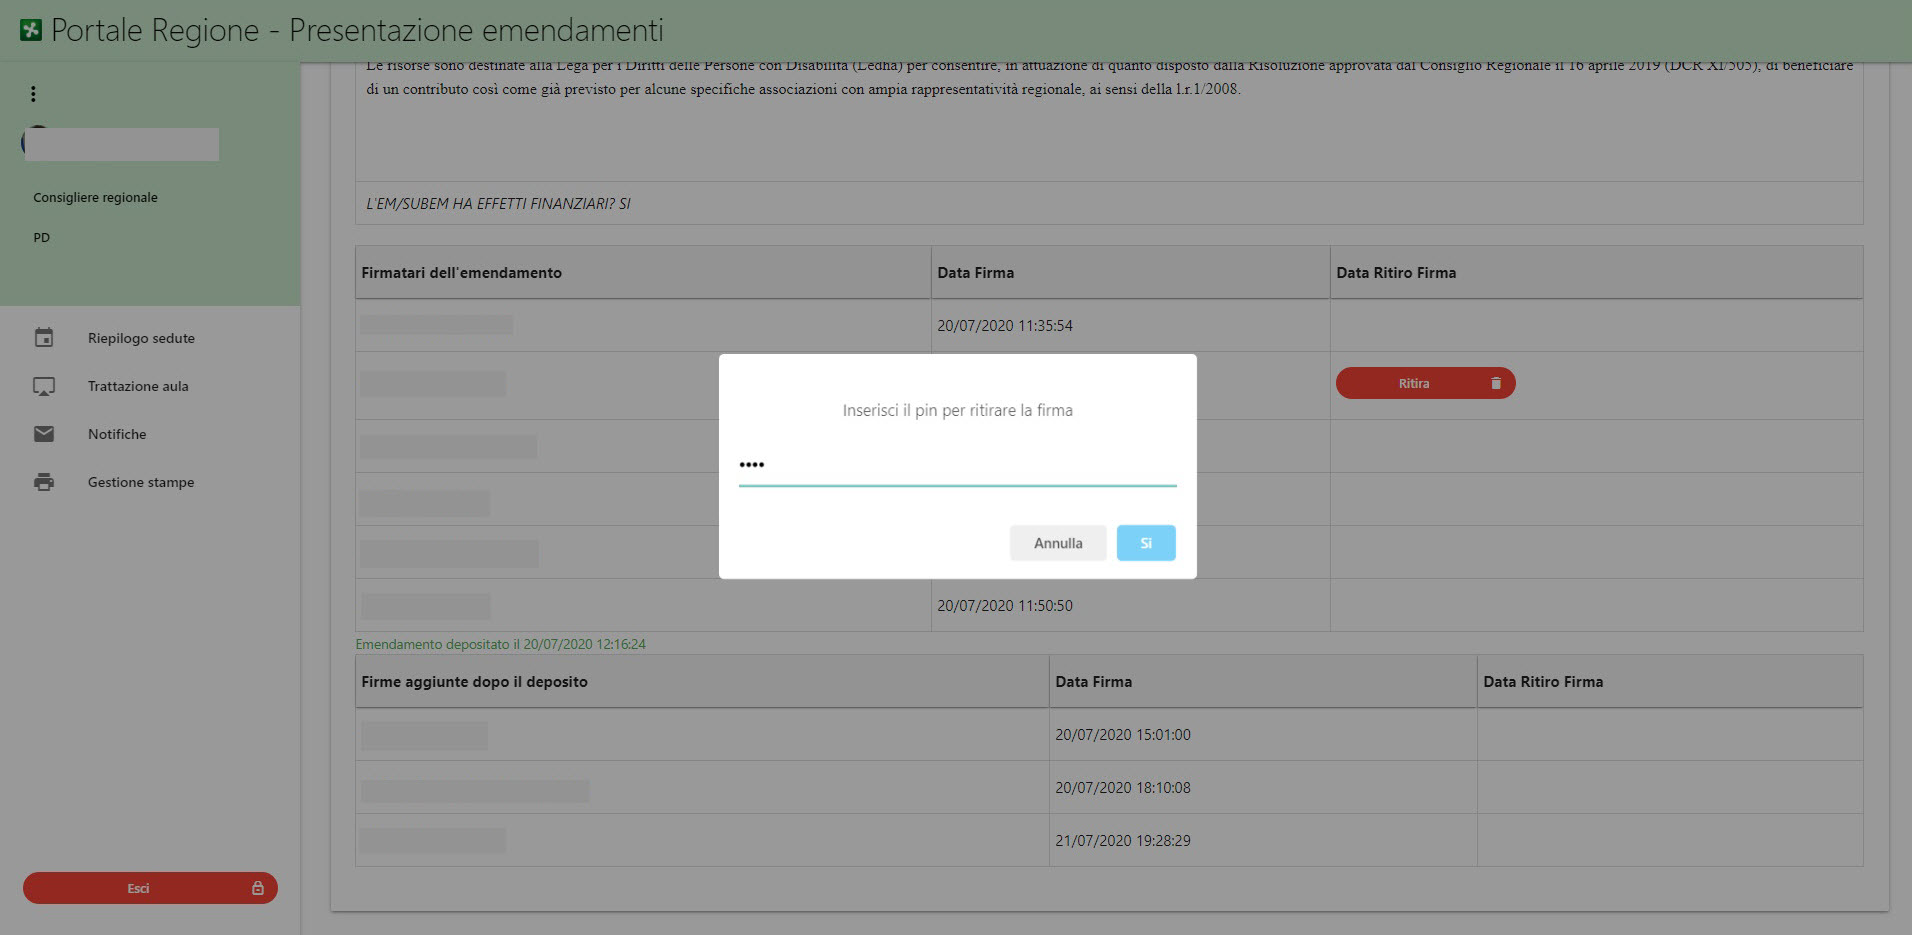 Portale Regione - Presentazione emendamenti
Consigliere regionale
PD
Riepilogo sedute
Trattazione aula
Notifiche
Gestione stampe
Esci
Le risorse sono destinate alla Lega per i Diritti delle Persone con Disabilità (Ledha) per consentire, in attuazione di quanto disposto dalla Risoluzione approvata dal Consiglio Regionale il 16 aprile 2019 (DCR XI/505), di beneficiare
di un contributo così come già previsto per alcune specifiche associazioni con ampia rappresentatività regionale, ai sensi della l.r.1/2008.
L'EM/SUBEM HA EFFETTI FINANZIARI? SI
Firmatari dell'emendamento Data Firma Data Ritiro Firma
20/07/2020 11:35:54
Ritira
Inserisci il pin per ritirare la firma
••••
Annulla Si
20/07/2020 11:50:50
Emendamento depositato il 20/07/2020 12:16:24
Firme aggiunte dopo il deposito Data Firma Data Ritiro Firma
20/07/2020 15:01:00
20/07/2020 18:10:08
21/07/2020 19:28:29